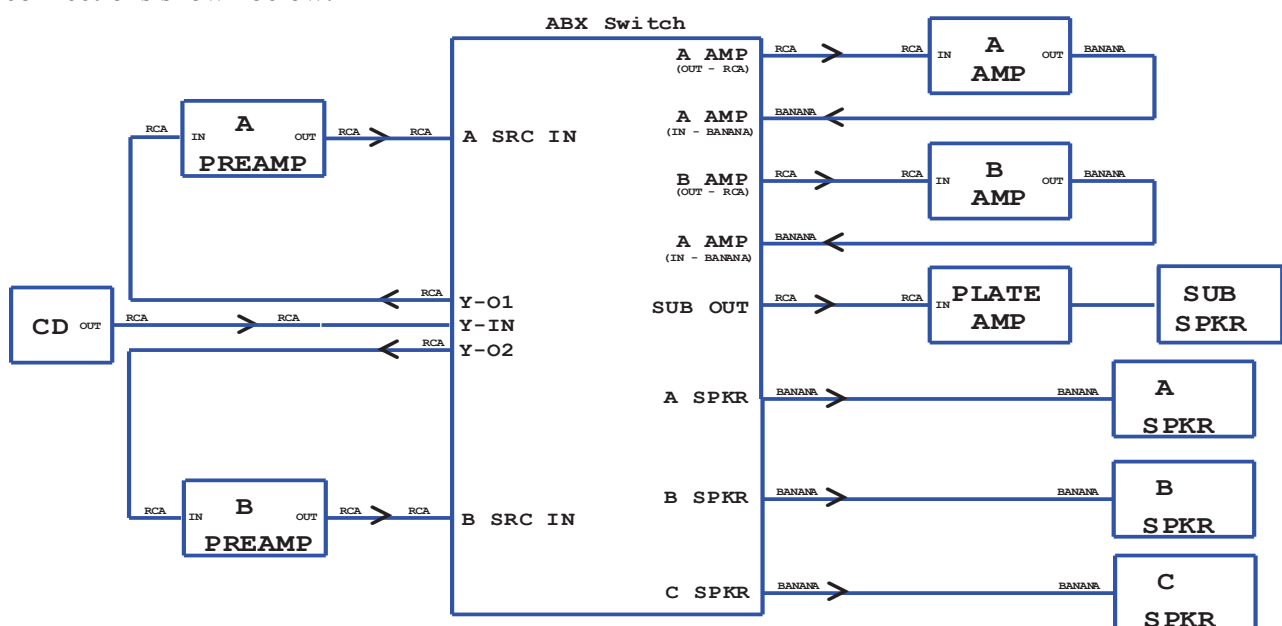 ABX Switch
A AMP
(OUT - RCA)
RCA
RCA
IN
A
AMP
OUT
BANANA
A AMP
(IN - BANANA)
BANANA
RCA
IN
A
PREAMP
OUT
RCA
RCA
A SRC IN
B AMP
(OUT - RCA)
RCA
RCA
IN
B
AMP
OUT
BANANA
A AMP
(IN - BANANA)
BANANA
CD OUT
RCA
RCA
RCA
Y-O1
Y-IN
RCA
Y-O2
SUB OUT
RCA
RCA
IN
PLATE
AMP
SUB
SPKR
A SPKR
BANANA
BANANA
A
SPKR
B SPKR
BANANA
BANANA
B
SPKR
RCA
IN
B
PREAMP
OUT
RCA
RCA
B SRC IN
C SPKR
BANANA
BANANA
C
SPKR